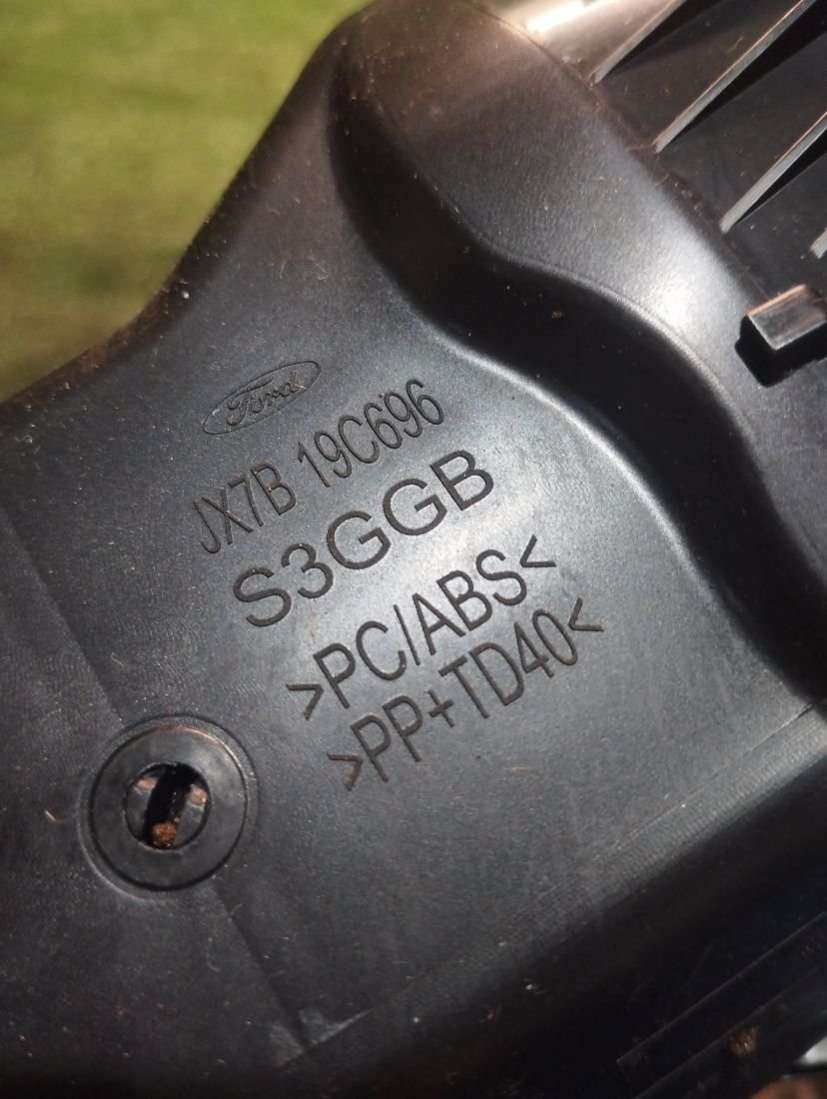 Ford
JX7B 19C696
S3GGB
>PC/ABS<
>PP+TD40<